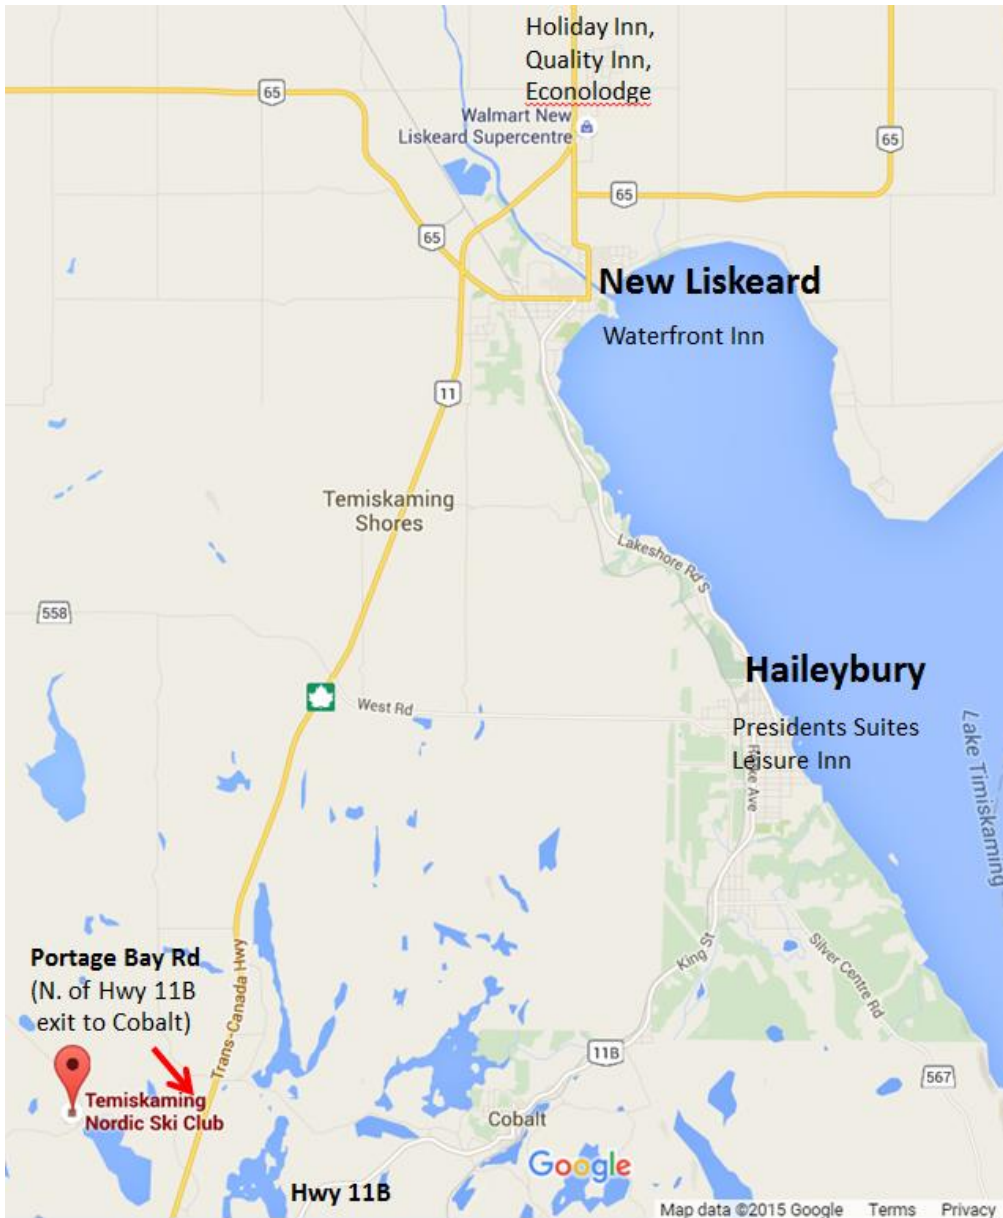 Holiday Inn,
Quality Inn,
Econolodge
Walmart New
Liskeard Supercentre
65
65
65
65
New Liskeard
Waterfront Inn
11
Temiskaming
Shores
Lakeshore Rd S
558
Haileybury
West Rd
Presidents Suites
Leisure Inn
Rorke Ave
Lake Timiskaming
King St
Silver Centre Rd
Portage Bay Rd
(N. of Hwy 11B
exit to Cobalt)
Trans-Canada Hwy
11B
567
Temiskaming
Nordic Ski Club
Cobalt
Google
Hwy 11B
Map data ©2015 Google Terms Privacy